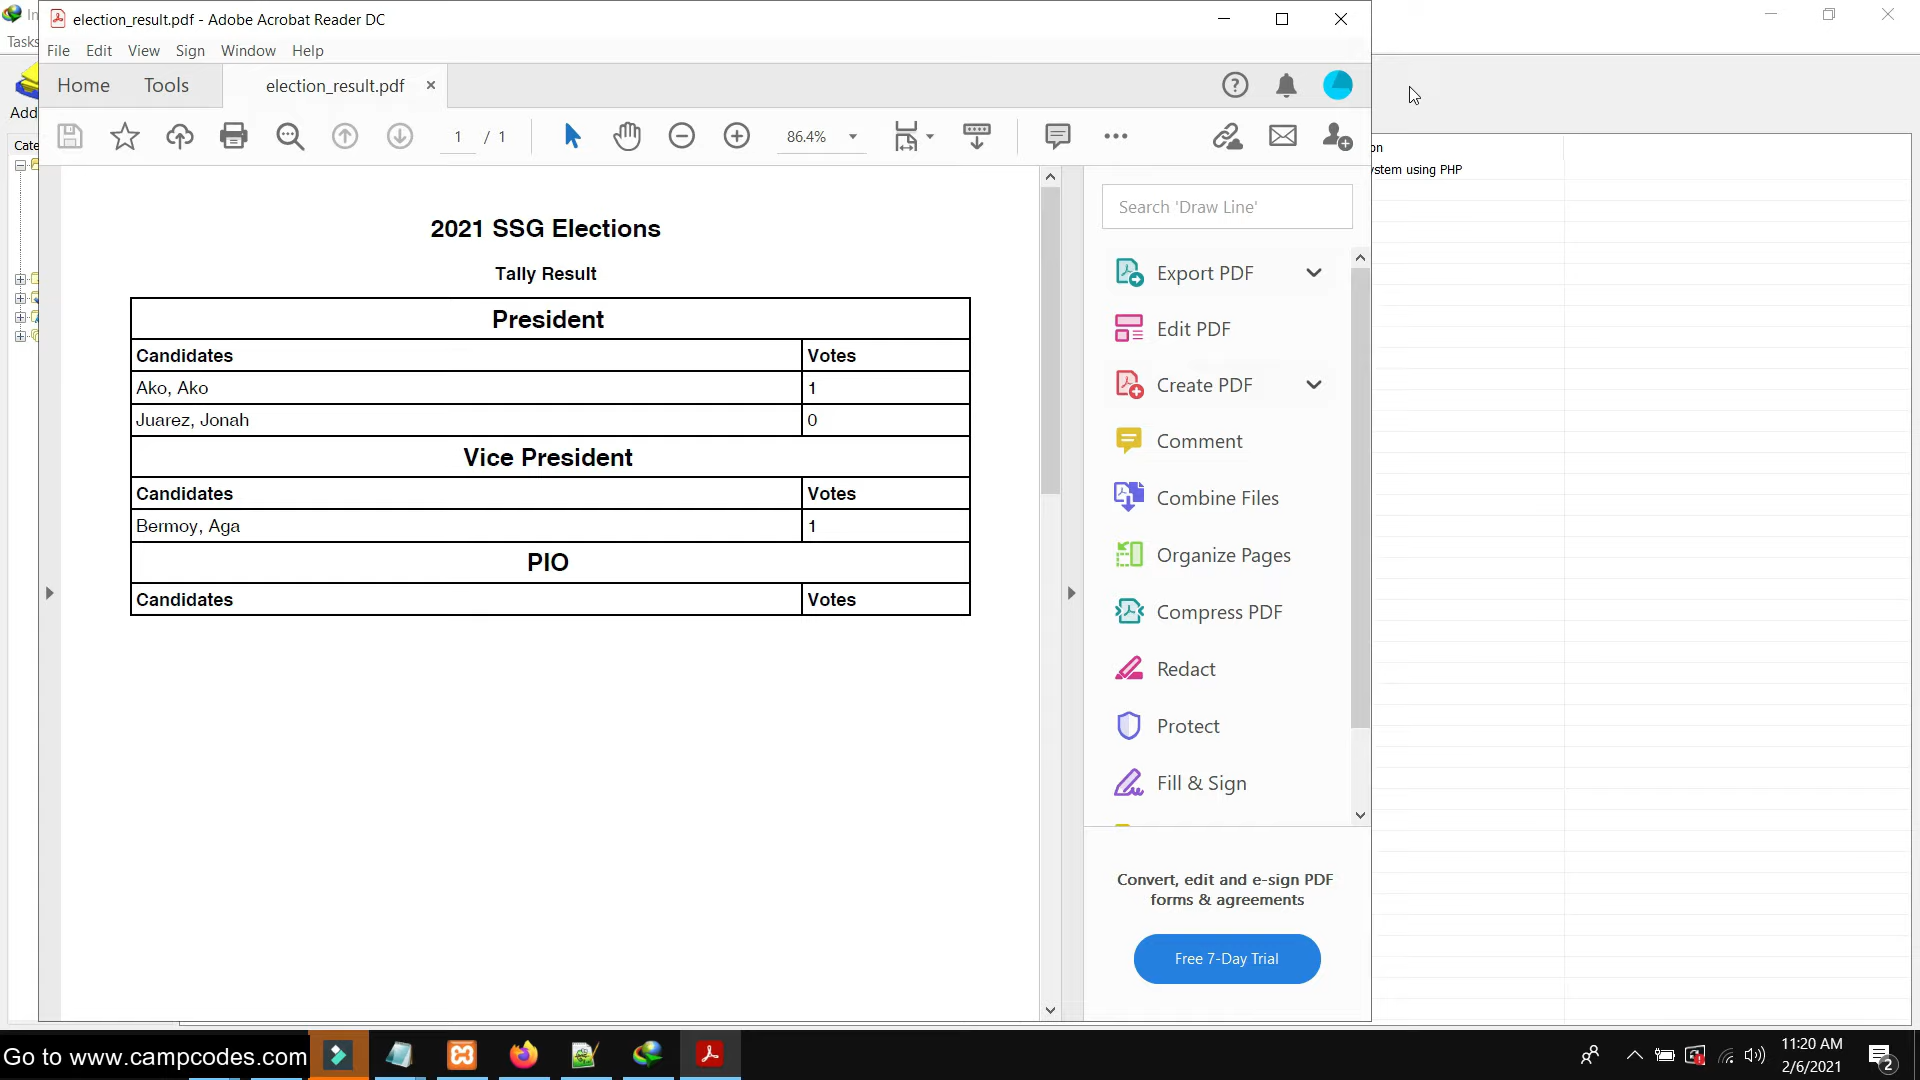 election_result.pdf - Adobe Acrobat Reader DC
Tasks
File Edit View Sign Window Help
Home Tools election_result.pdf
Add
1 / 1 86.4%
2021 SSG Elections
Tally Result
President
Candidates Votes
Ako, Ako 1
Juarez, Jonah 0
Vice President
Candidates Votes
Bermoy, Aga 1
PIO
Candidates Votes
Search 'Draw Line'
Export PDF
Edit PDF
Create PDF
Comment
Combine Files
Organize Pages
Compress PDF
Redact
Protect
Fill & Sign
Convert, edit and e-sign PDF
forms & agreements
Free 7-Day Trial
using PHP
Go to www.campcodes.com
11:20 AM
2/6/2021
2